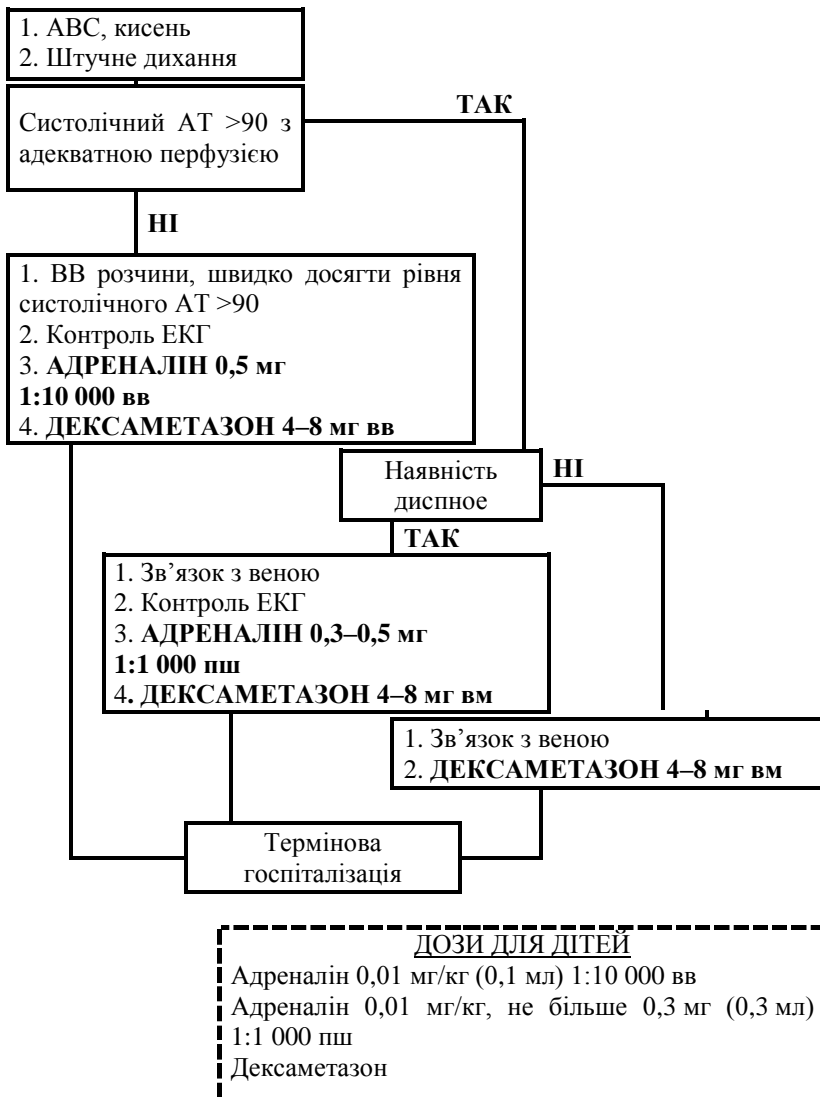 1. АВС, кисень
2. Штучне дихання
Систолічний АТ >90 з
адекватною перфузією
ТАК
НІ
1. ВВ розчини, швидко досягти рівня
систолічного АТ >90
2. Контроль ЕКГ
3. АДРЕНАЛІН 0,5 мг
1:10 000 вв
4. ДЕКСАМЕТАЗОН 4–8 мг вв
Наявність
диспное
НІ
ТАК
1. Зв’язок з веною
2. Контроль ЕКГ
3. АДРЕНАЛІН 0,3–0,5 мг
1:1 000 пш
4. ДЕКСАМЕТАЗОН 4–8 мг вм
1. Зв’язок з веною
2. ДЕКСАМЕТАЗОН 4–8 мг вм
Термінова
госпіталізація
ДОЗИ ДЛЯ ДІТЕЙ
Адреналін 0,01 мг/кг (0,1 мл) 1:10 000 вв
Адреналін 0,01 мг/кг, не більше 0,3 мг (0,3 мл)
1:1 000 пш
Дексаметазон